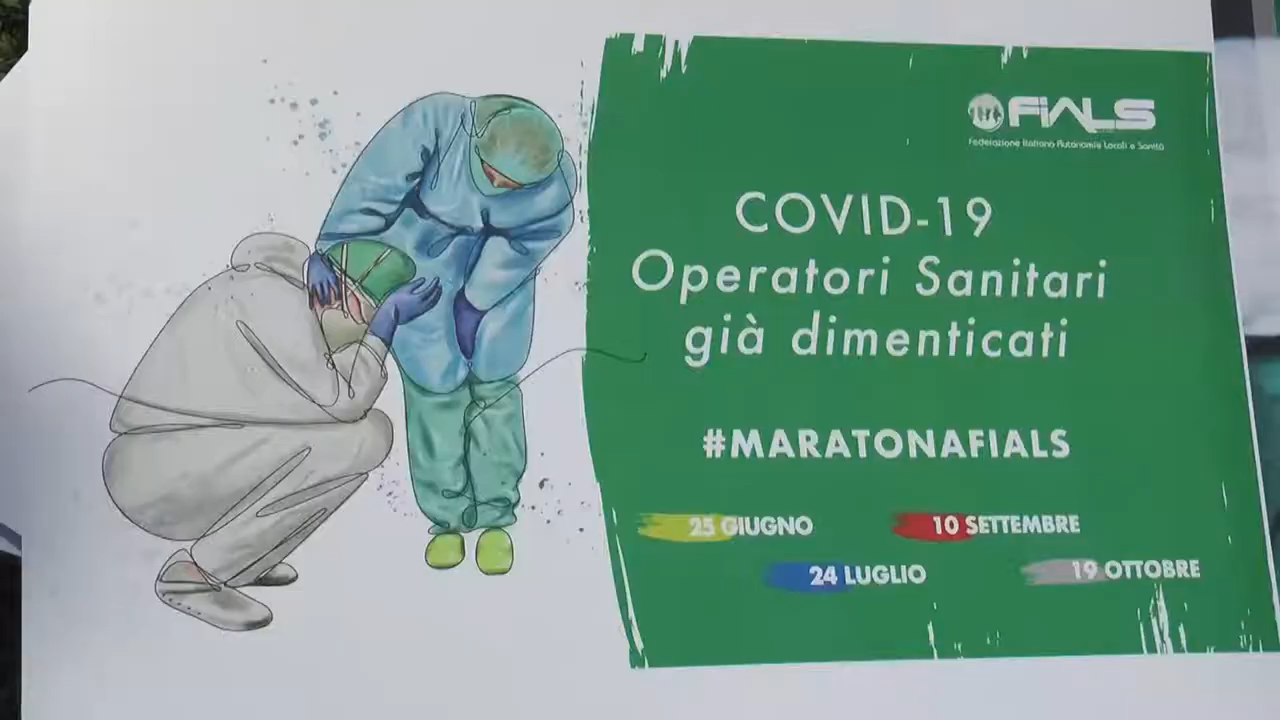 FIALS
Federazione Italiana Autonomie Locali e Sanità
COVID-19
Operatori Sanitari
già dimenticati
#MARATONAFIALS
25 GIUGNO
10 SETTEMBRE
24 LUGLIO
19 OTTOBRE